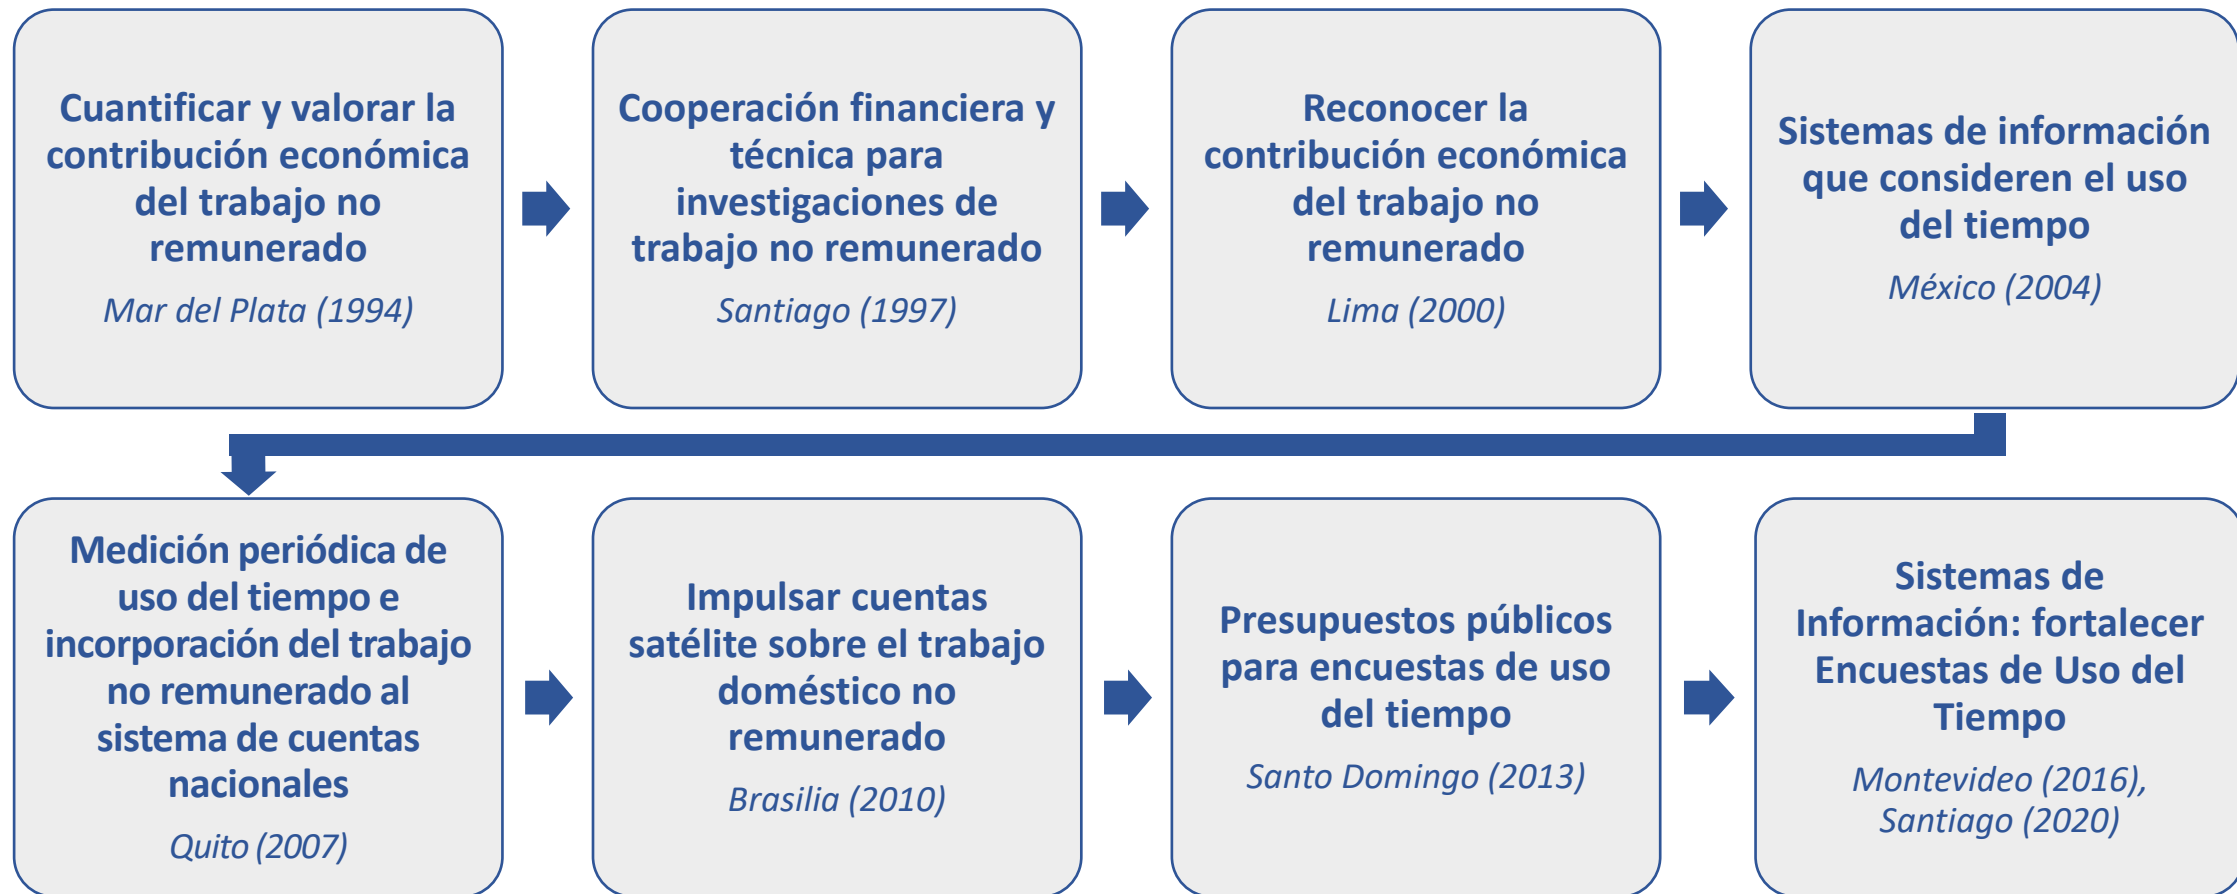 Cuantificar y valorar la
contribución económica
del trabajo no
remunerado
Mar del Plata (1994)
Cooperación financiera y
técnica para
investigaciones de
trabajo no remunerado
Santiago (1997)
Reconocer la
contribución económica
del trabajo no
remunerado
Lima (2000)
Sistemas de información
que consideren el uso
del tiempo
México (2004)
Medición periódica de
uso del tiempo e
incorporación del trabajo
no remunerado al
sistema de cuentas
nacionales
Quito (2007)
Impulsar cuentas
satélite sobre el trabajo
doméstico no
remunerado
Brasilia (2010)
Presupuestos públicos
para encuestas de uso
del tiempo
Santo Domingo (2013)
Sistemas de
Información: fortalecer
Encuestas de Uso del
Tiempo
Montevideo (2016),
Santiago (2020)